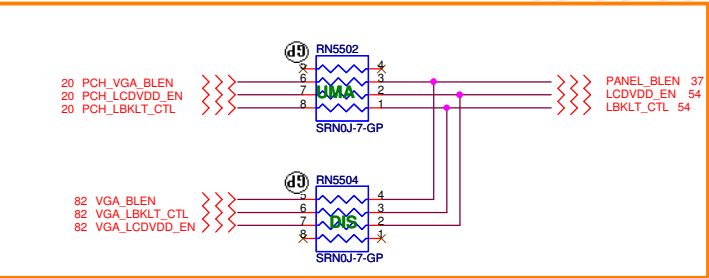 GP RN5502
5 4
20 PCH_VGA_BLEN 6 3 PANEL_BLEN 37
20 PCH_LCDVDD_EN 7 UMA 2 LCDVDD_EN 54
20 PCH_LBKLT_CTL 8 1 LBKLT_CTL 54
SRN0J-7-GP
GP RN5504
82 VGA_BLEN 5 4
82 VGA_LBKLT_CTL 6 3
82 VGA_LCDVDD_EN 7 DIS 2
8 1
SRN0J-7-GP